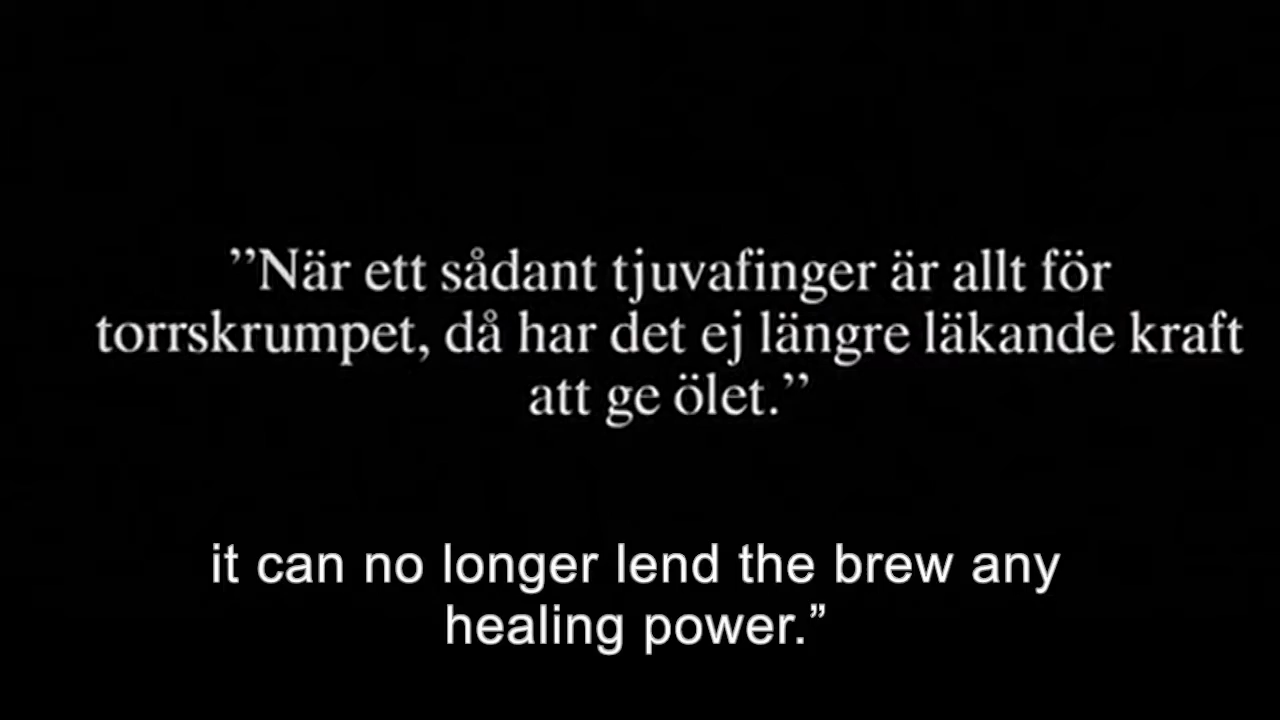 ”När ett sådant tjuvafinger är allt för
torrskrumpet, då har det ej längre läkande kraft
att ge ölet.”
it can no longer lend the brew any
healing power.”